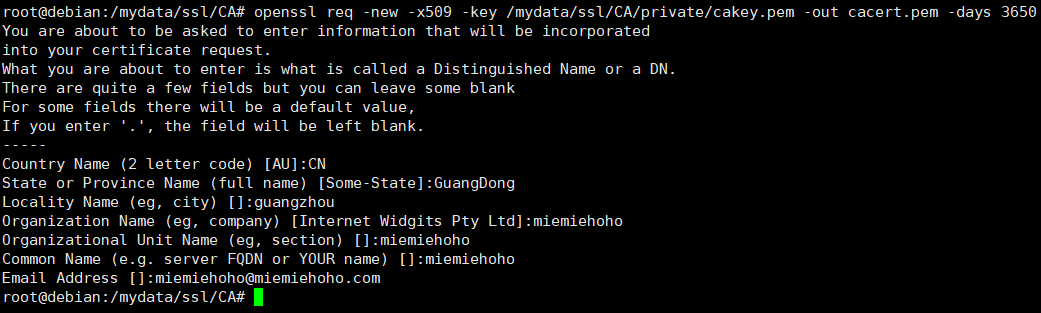 root@debian:/mydata/ssl/CA# openssl req -new -x509 -key /mydata/ssl/CA/private/cakey.pem -out cacert.pem -days 3650
You are about to be asked to enter information that will be incorporated
into your certificate request.
What you are about to enter is what is called a Distinguished Name or a DN.
There are quite a few fields but you can leave some blank
For some fields there will be a default value,
If you enter '.', the field will be left blank.
-----
Country Name (2 letter code) [AU]:CN
State or Province Name (full name) [Some-State]:GuangDong
Locality Name (eg, city) []:guangzhou
Organization Name (eg, company) [Internet Widgits Pty Ltd]:miemiehoho
Organizational Unit Name (eg, section) []:miemiehoho
Common Name (e.g. server FQDN or YOUR name) []:miemiehoho
Email Address []:miemiehoho@miemiehoho.com
root@debian:/mydata/ssl/CA#